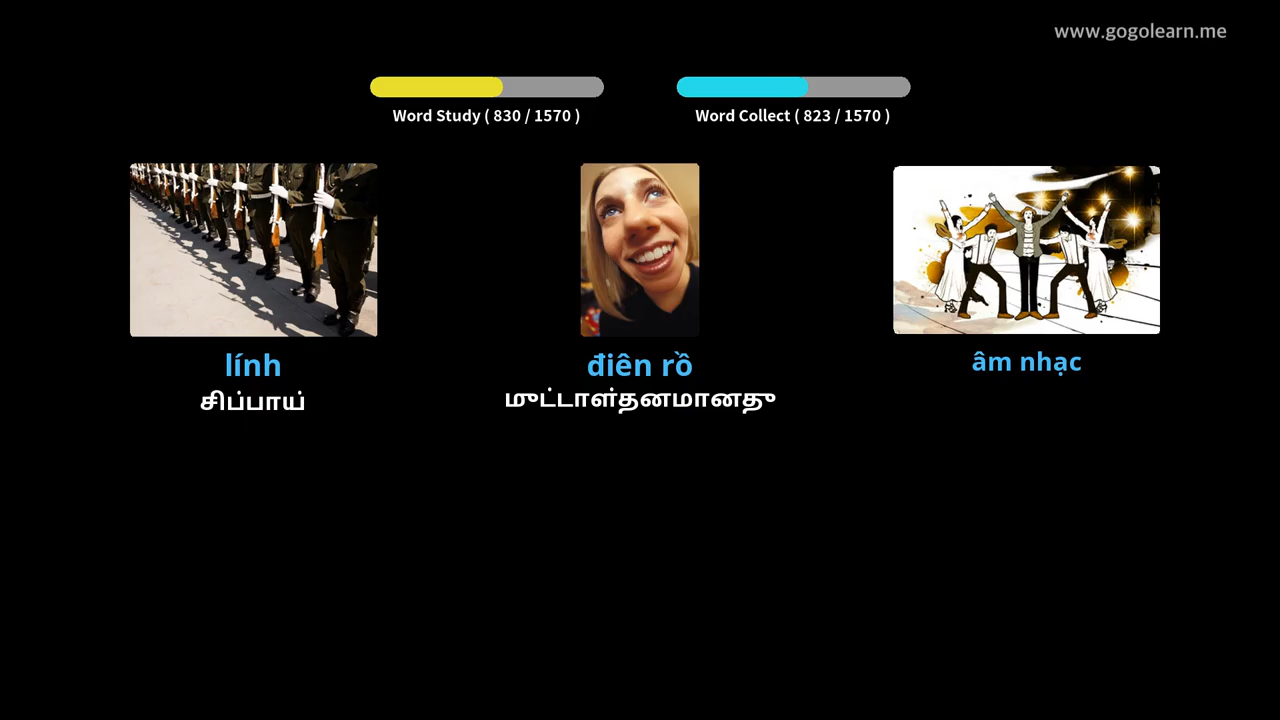 www.gogolearn.me
Word Study ( 830 / 1570 )
Word Collect ( 823 / 1570 )
lính
điên rồ
âm nhạc
சிப்பாய்
முட்டாள்தனமானது